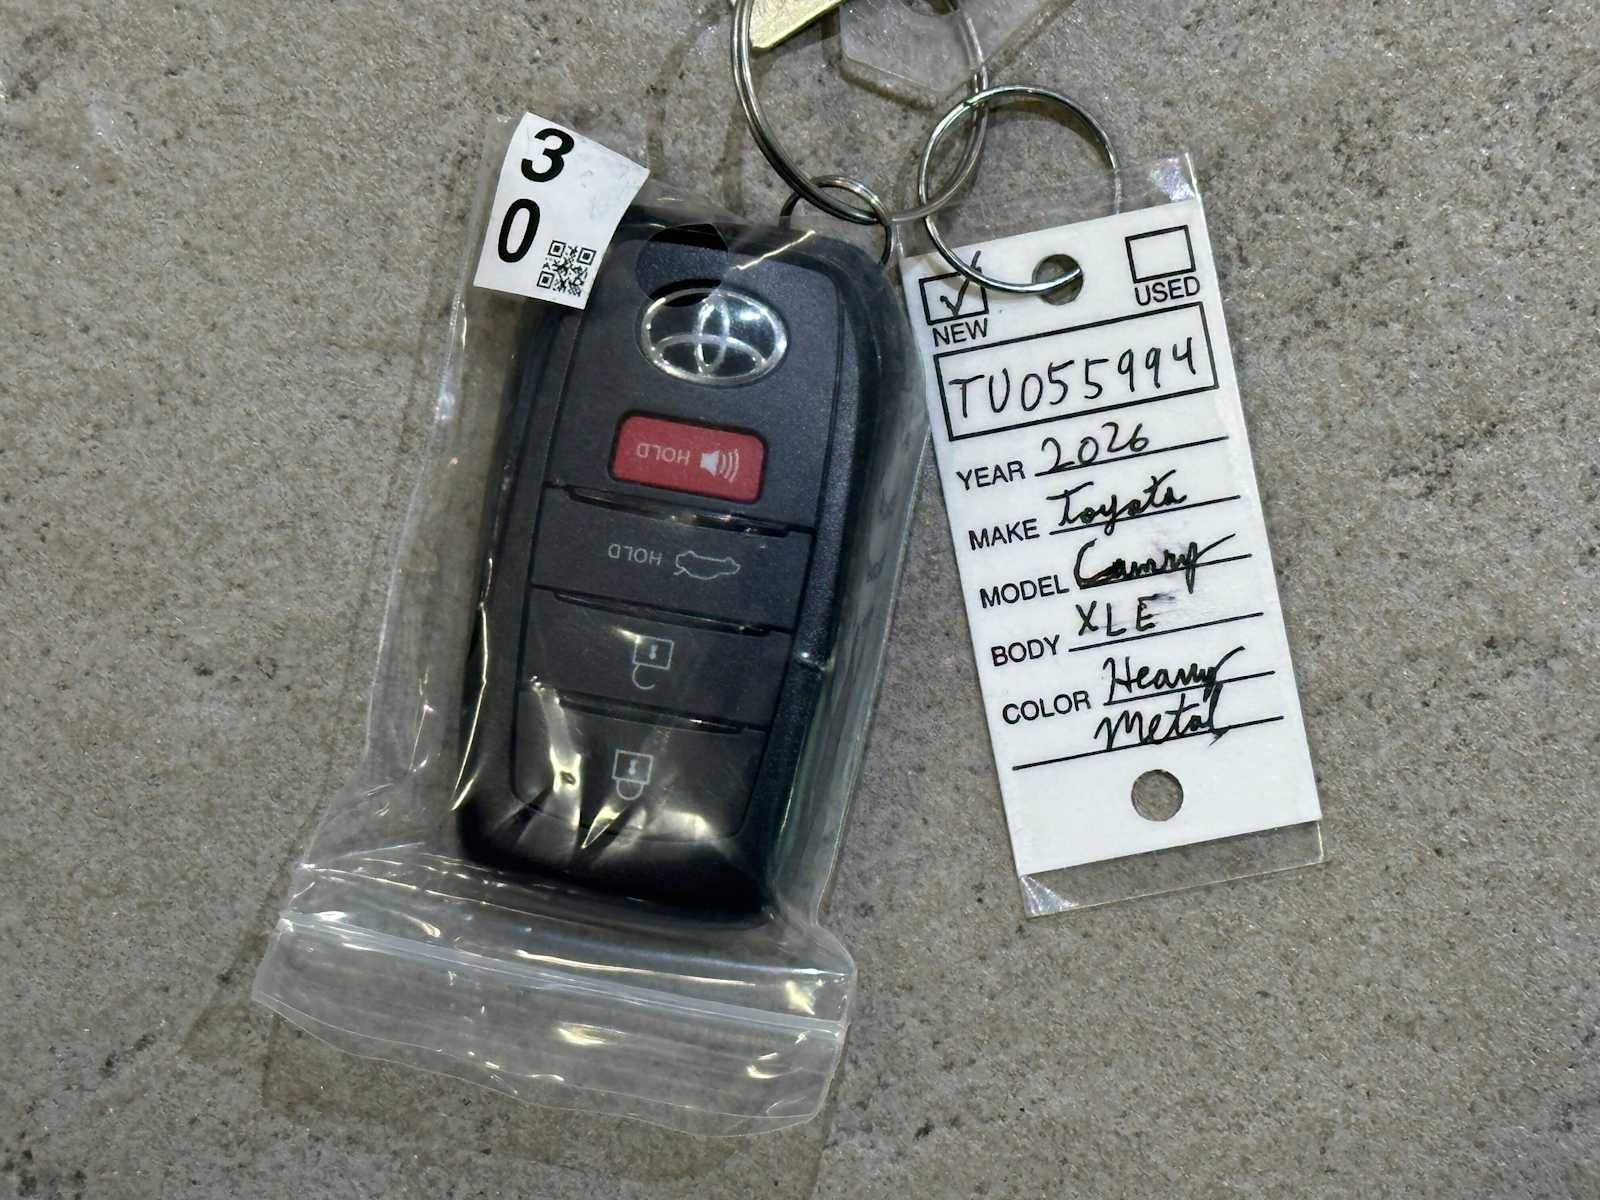 3
0
HOLD
HOLD
NEW
USED
TU055994
YEAR 2026
MAKE Toyota
MODEL Camry
BODY XLE
COLOR Heavy
Metal